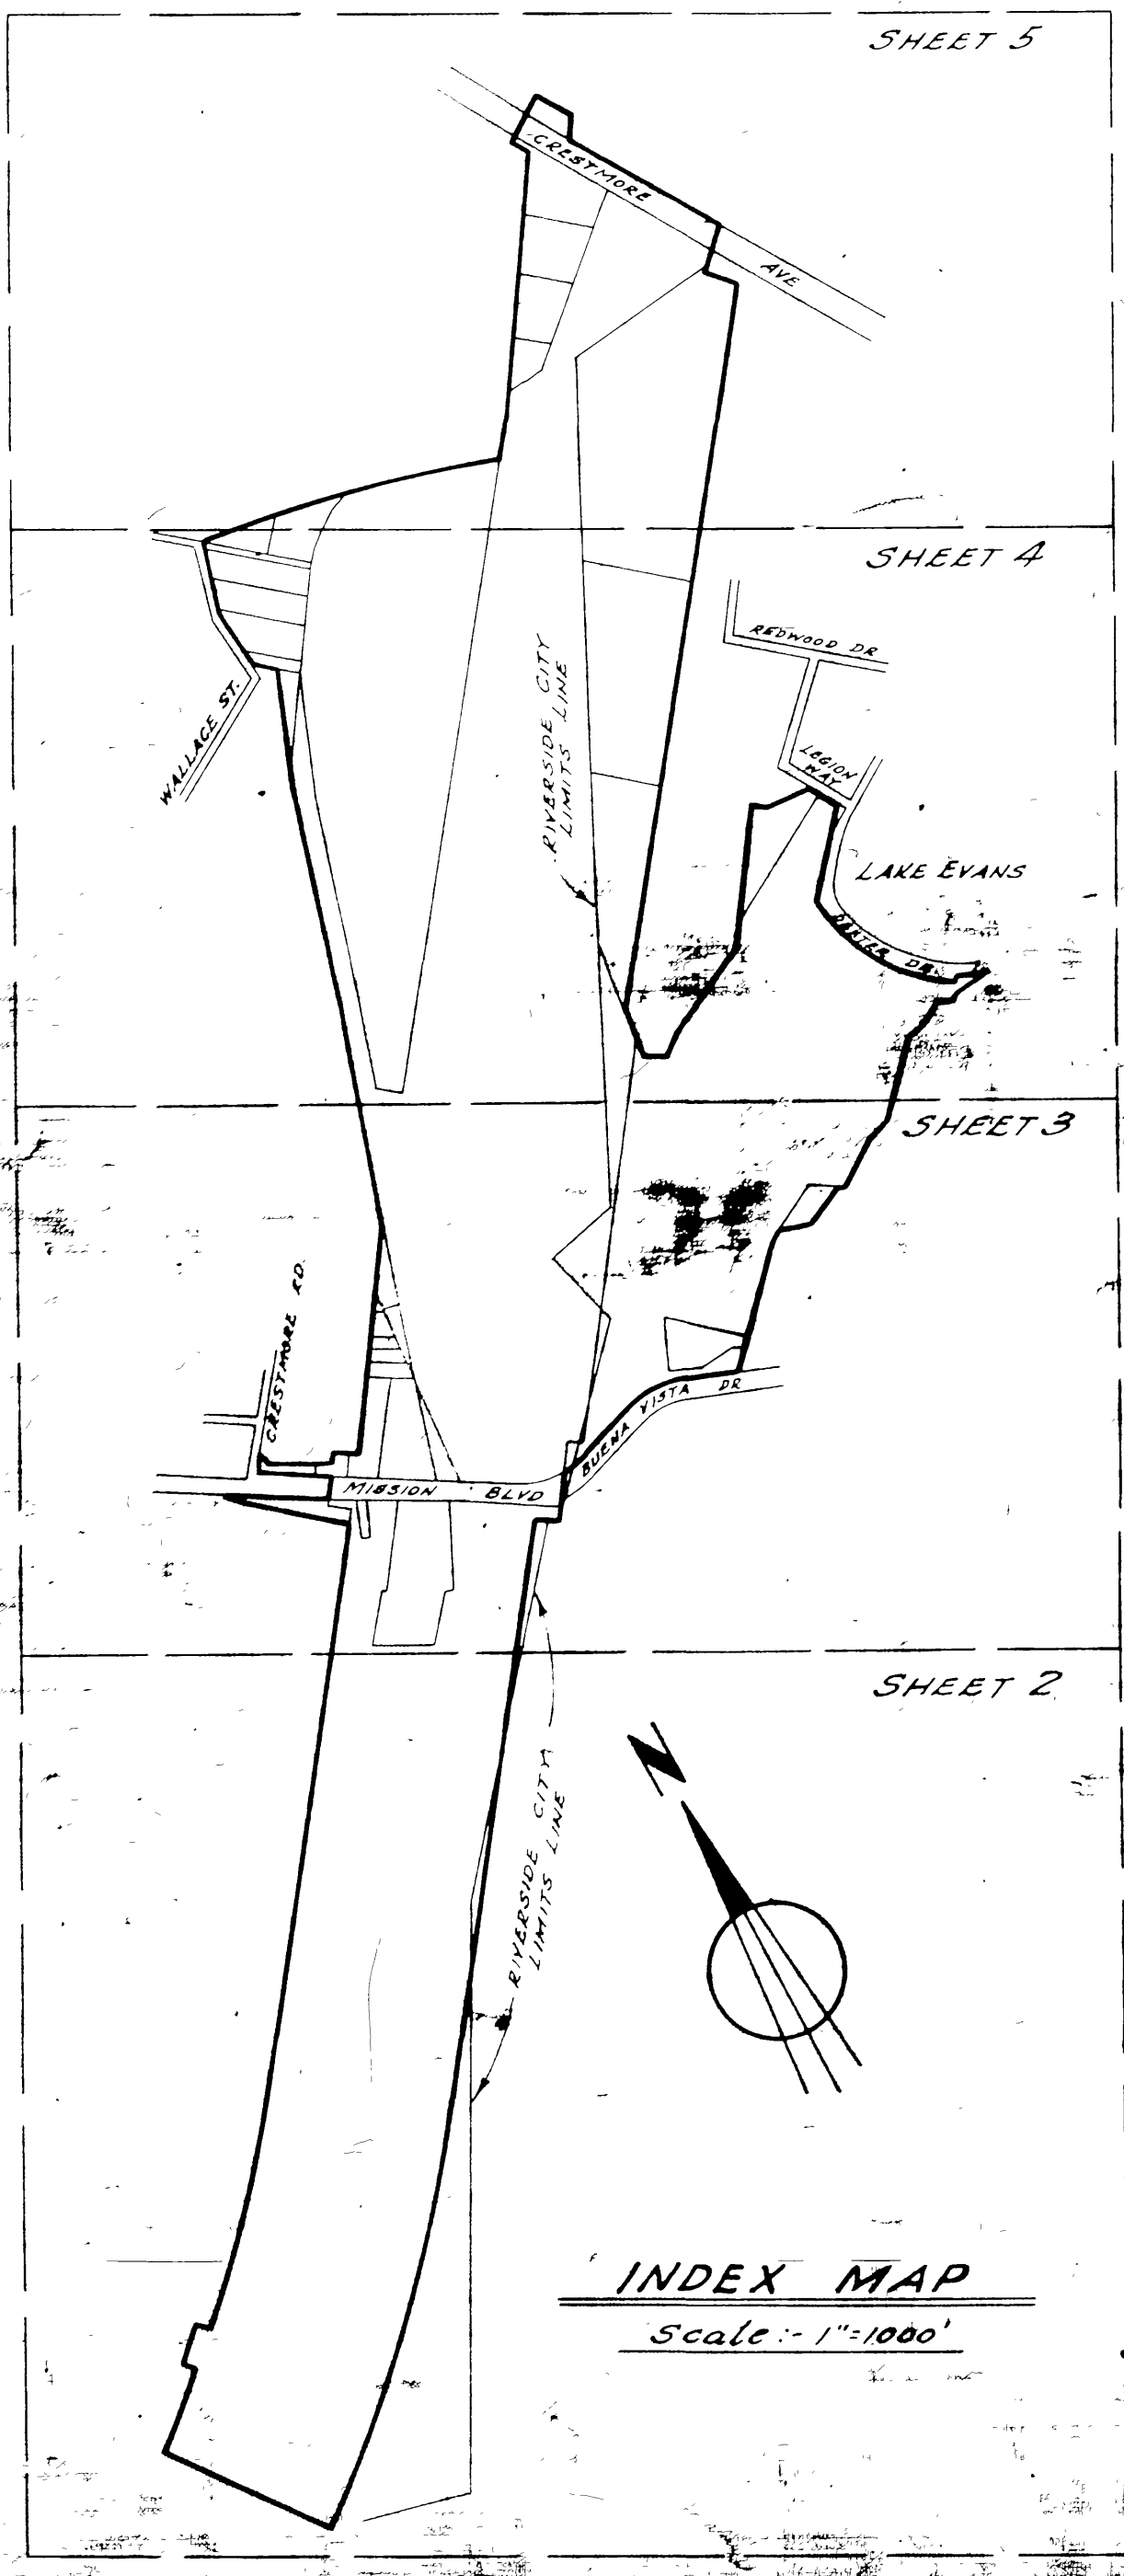 SHEET 5
CRESTMORE
AVE
SHEET 4
REDWOOD DR
RIVERSIDE CITY
LIMITS LINE
WALLACE ST.
LEGION
WAY
LAKE EVANS
DEXTER DR.
SHEET 3
CRESTMORE RD.
BUENA VISTA DR
MISSION BLVD
SHEET 2
N
RIVERSIDE CITY
LIMITS LINE
INDEX MAP
Scale:- 1"=1000'